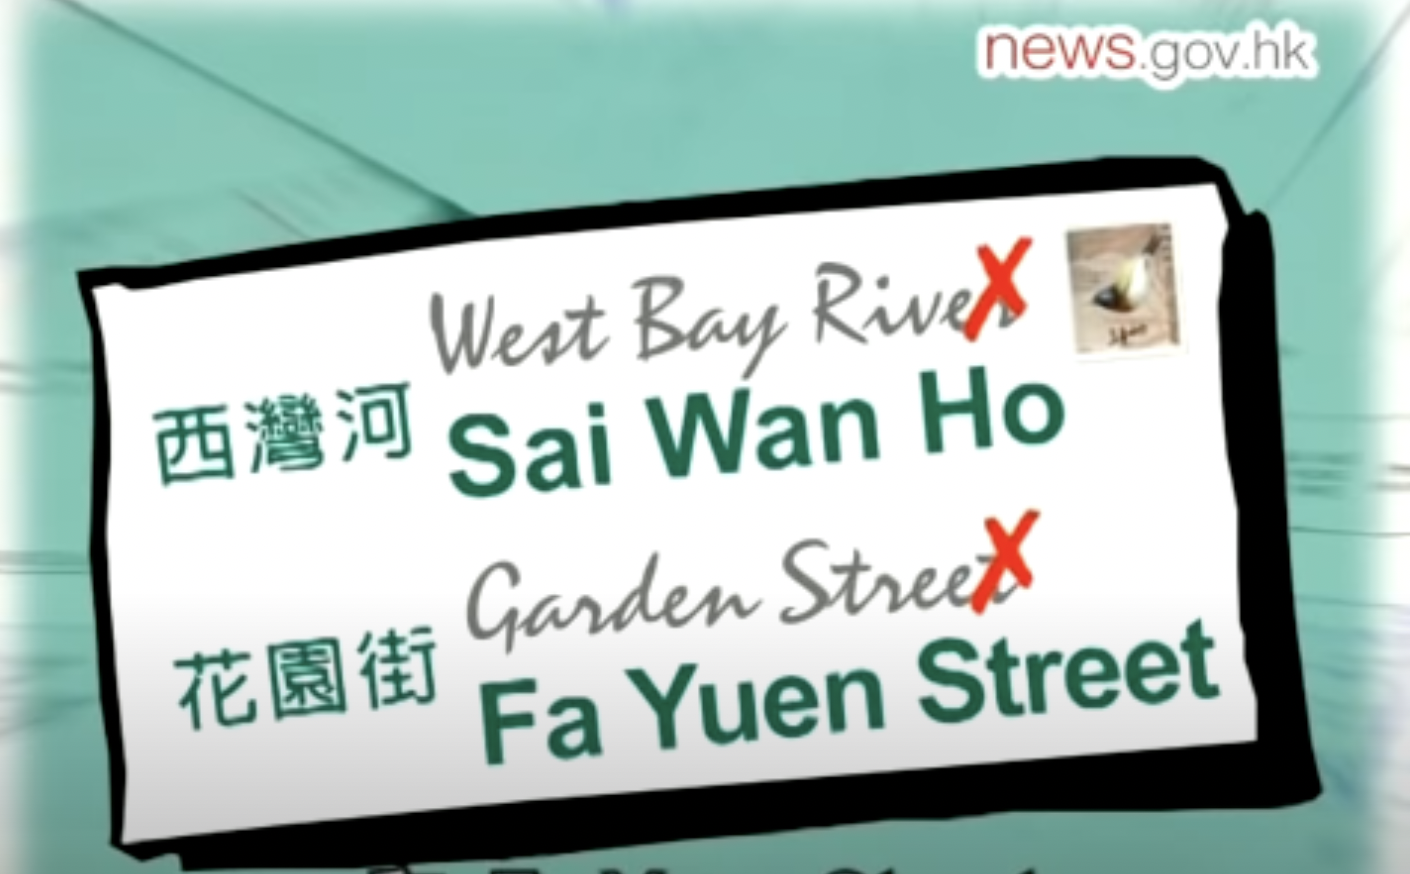 news.gov.hk
West Bay River
西灣河 Sai Wan Ho
Garden Street
花園街 Fa Yuen Street